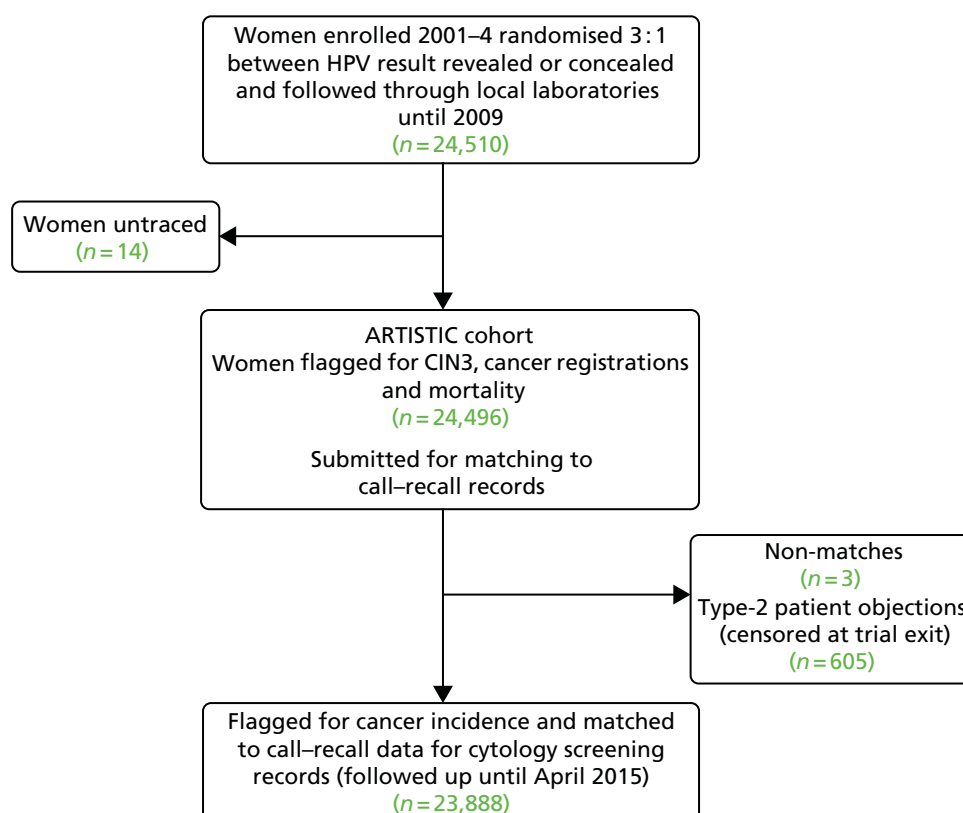 Women enrolled 2001–4 randomised 3 : 1
between HPV result revealed or concealed
and followed through local laboratories
until 2009
(n = 24,510)
Women untraced
(n = 14)
ARTISTIC cohort
Women flagged for CIN3, cancer registrations
and mortality
(n = 24,496)
Submitted for matching to
call–recall records
Non-matches
(n = 3)
Type-2 patient objections
(censored at trial exit)
(n = 605)
Flagged for cancer incidence and matched
to call–recall data for cytology screening
records (followed up until April 2015)
(n = 23,888)